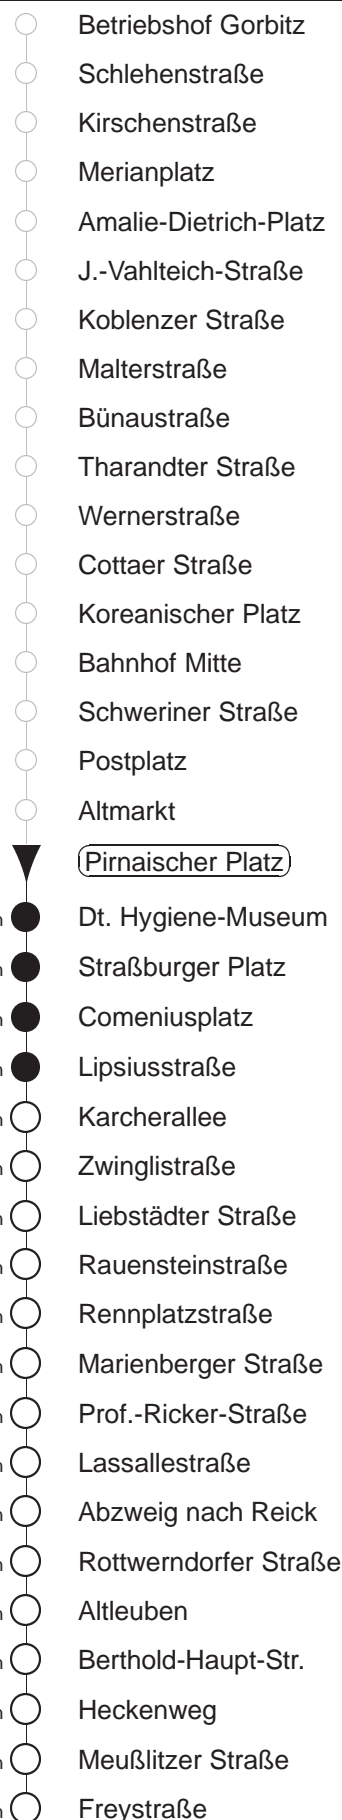 Betriebshof Gorbitz
Schlehenstraße
Kirschenstraße
Merianplatz
Amalie-Dietrich-Platz
J.-Vahlteich-Straße
Koblenzer Straße
Malterstraße
Bünaustraße
Tharandter Straße
Wernerstraße
Cottaer Straße
Koreanischer Platz
Bahnhof Mitte
Schweriner Straße
Postplatz
Altmarkt
Pirnaischer Platz
Dt. Hygiene-Museum
Straßburger Platz
Comeniusplatz
Lipsiusstraße
Karcherallee
Zwinglistraße
Liebstädter Straße
Rauensteinstraße
Rennplatzstraße
Marienberger Straße
Prof.-Ricker-Straße
Lassallestraße
Abzweig nach Reick
Rottwerndorfer Straße
Altleuben
Berthold-Haupt-Str.
Heckenweg
Meußlitzer Straße
Freystraße